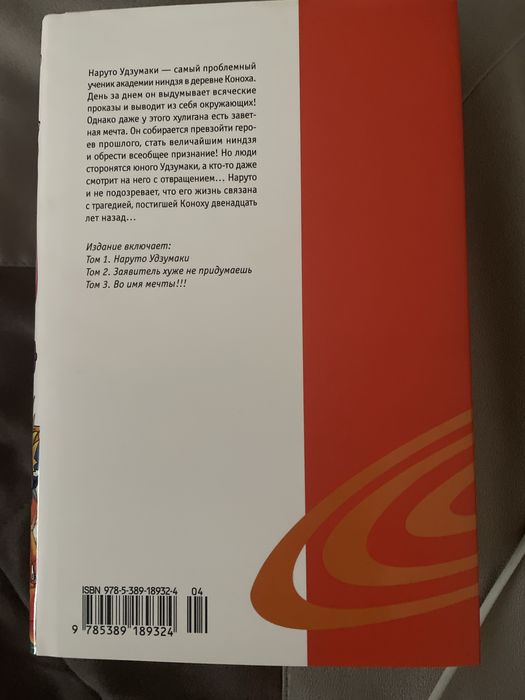 Наруто Удзумаки — самый проблемный
ученик академии ниндзя в деревне Коноха.
День за днем он выдумывает всяческие
проказы и выводит из себя окружающих!
Однако даже у этого хулигана есть завет-
ная мечта. Он собирается превзойти геро-
ев прошлого, стать величайшим ниндзя
и обрести всеобщее признание! Но люди
сторонятся юного Удзумаки, а кто-то даже
смотрит на него с отвращением... Наруто
и не подозревает, что его жизнь связана
с трагедией, постигшей Коноху двенадцать
лет назад...
Издание включает:
Том 1. Наруто Удзумаки
Том 2. Заявитель хуже не придумаешь
Том 3. Во имя мечты!!!
ISBN 978-5-389-18932-4 04
9 785389 189324